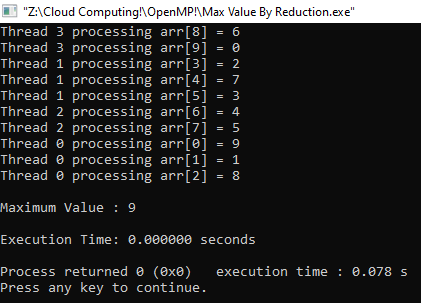 "Z:\Cloud Computing!\OpenMP!\Max Value By Reduction.exe"
Thread 3 processing arr[8] = 6
Thread 3 processing arr[9] = 0
Thread 1 processing arr[3] = 2
Thread 1 processing arr[4] = 7
Thread 1 processing arr[5] = 3
Thread 2 processing arr[6] = 4
Thread 2 processing arr[7] = 5
Thread 0 processing arr[0] = 9
Thread 0 processing arr[1] = 1
Thread 0 processing arr[2] = 8
Maximum Value : 9
Execution Time: 0.000000 seconds
Process returned 0 (0x0)   execution time : 0.078 s
Press any key to continue.